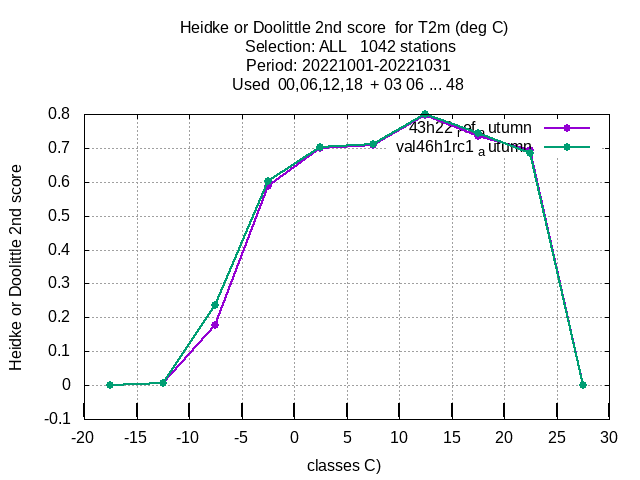 Heidke or Doolittle 2nd score  for T2m (deg C)
Selection: ALL   1042 stations
Period: 20221001-20221031
Used  00,06,12,18  + 03 06 ... 48
Heidke or Doolittle 2nd score
0.8
0.7
0.6
0.5
0.4
0.3
0.2
0.1
0
-0.1
43h22_ref_autumn
val46h1rc1_autumn
-20 -15 -10 -5 0 5 10 15 20 25 30
classes C)